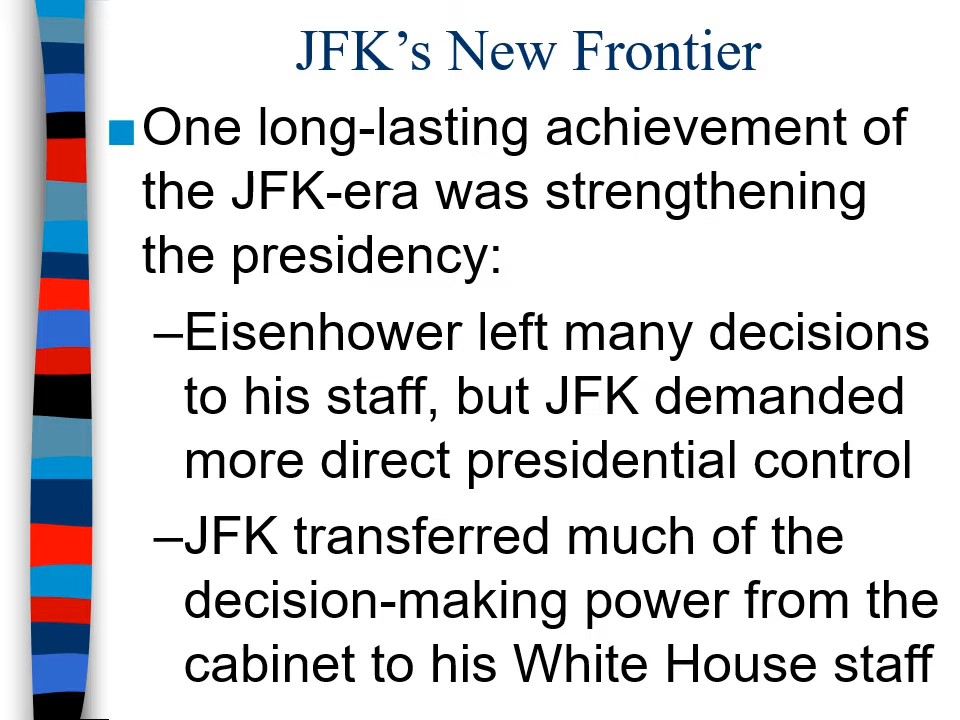 JFK’s New Frontier
■One long-lasting achievement of
the JFK-era was strengthening
the presidency:
–Eisenhower left many decisions
to his staff, but JFK demanded
more direct presidential control
–JFK transferred much of the
decision-making power from the
cabinet to his White House staff